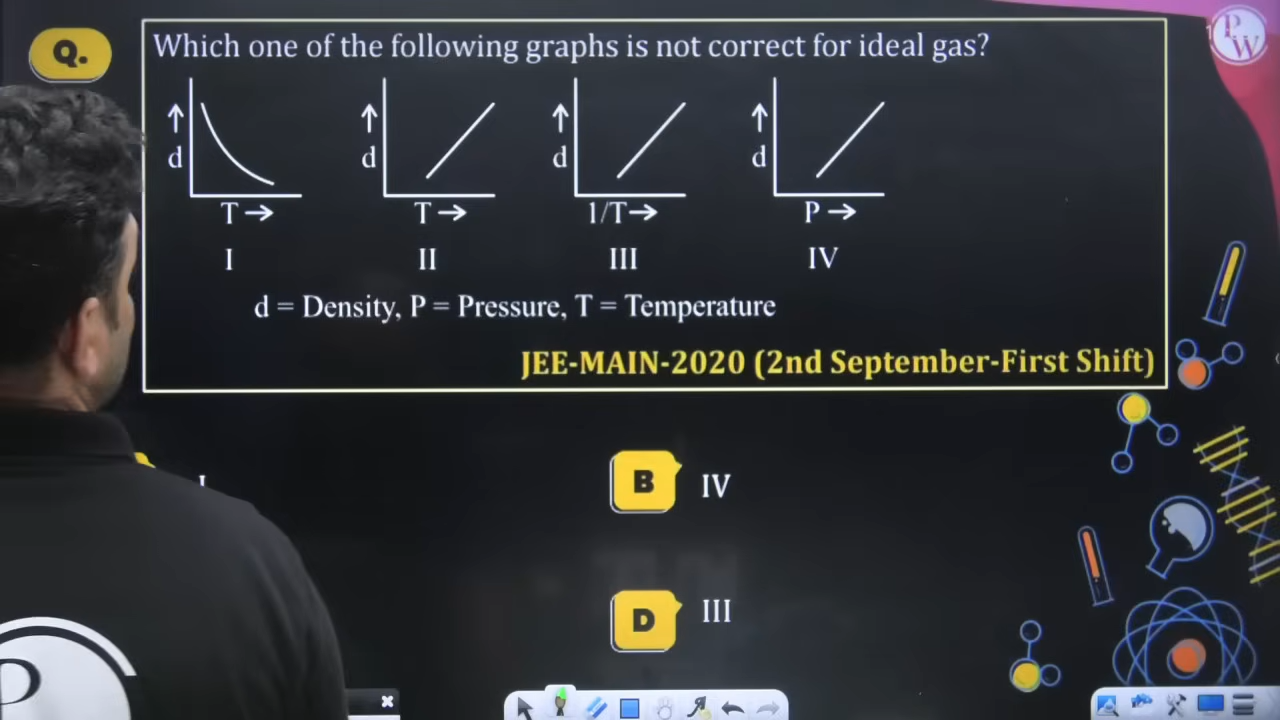 Q.
Which one of the following graphs is not correct for ideal gas?
PW
↑ d T →
↑ d T →
↑ d 1/T →
↑ d P →
I II III IV
d = Density, P = Pressure, T = Temperature
JEE-MAIN-2020 (2nd September-First Shift)
I
B IV
D III
P